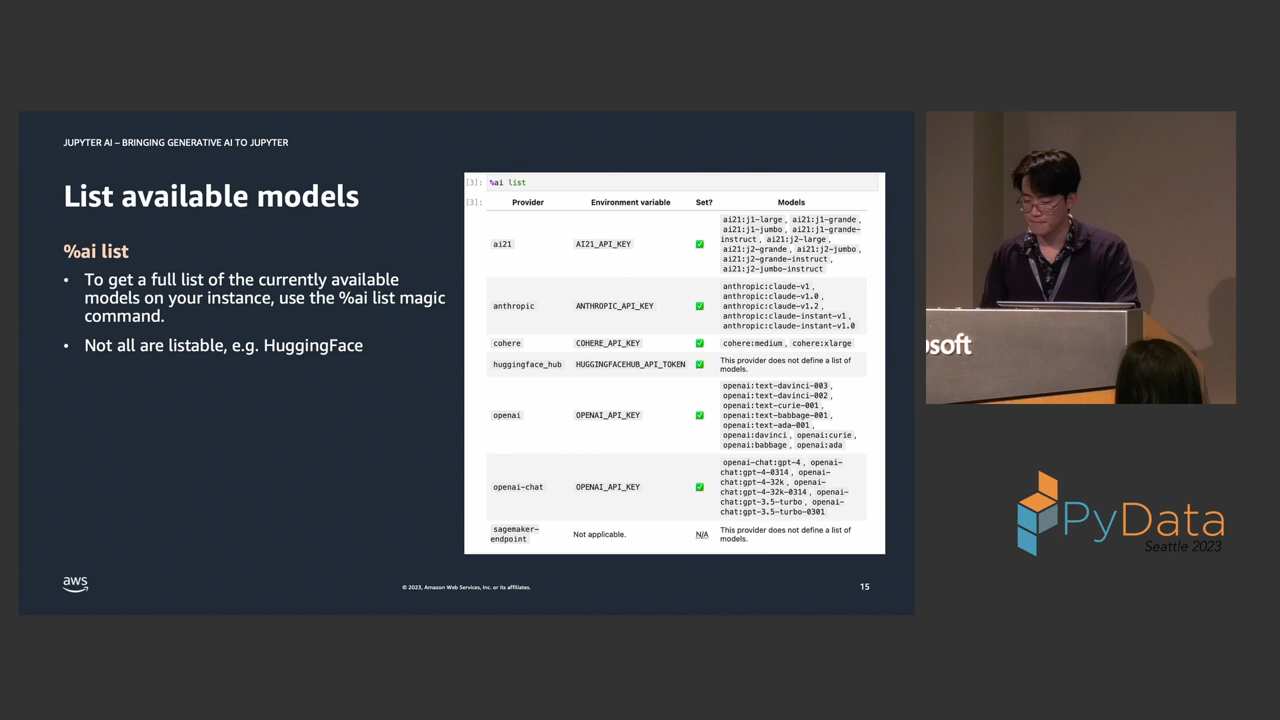 JUPYTER AI – BRINGING GENERATIVE AI TO JUPYTER
List available models
%ai list
• To get a full list of the currently available
models on your instance, use the %ai list magic
command.
• Not all are listable, e.g. HuggingFace
[3]: %ai list
[3]:
Provider Environment variable Set? Models
ai21 AI21_API_KEY ✅
ai21:j1-large , ai21:j1-grande ,
ai21:j1-jumbo , ai21:j1-grande-
instruct , ai21:j2-large ,
ai21:j2-grande , ai21:j2-jumbo ,
ai21:j2-grande-instruct ,
ai21:j2-jumbo-instruct
anthropic ANTHROPIC_API_KEY ✅
anthropic:claude-v1 ,
anthropic:claude-v1.0 ,
anthropic:claude-v1.2 ,
anthropic:claude-instant-v1 ,
anthropic:claude-instant-v1.0
cohere COHERE_API_KEY ✅ cohere:medium , cohere:xlarge
huggingface_hub HUGGINGFACEHUB_API_TOKEN ✅
This provider does not define a list of
models.
openai OPENAI_API_KEY ✅
openai:text-davinci-003 ,
openai:text-davinci-002 ,
openai:text-curie-001 ,
openai:text-babbage-001 ,
openai:text-ada-001 ,
openai:davinci , openai:curie ,
openai:babbage , openai:ada
openai-chat OPENAI_API_KEY ✅
openai-chat:gpt-4 , openai-
chat:gpt-4-0314 , openai-
chat:gpt-4-32k , openai-
chat:gpt-4-32k-0314 , openai-
chat:gpt-3.5-turbo , openai-
chat:gpt-3.5-turbo-0301
sagemaker-
endpoint
Not applicable. N/A
This provider does not define a list of
models.
aws
© 2023, Amazon Web Services, Inc. or its affiliates.
15
osoft
PyData
Seattle 2023